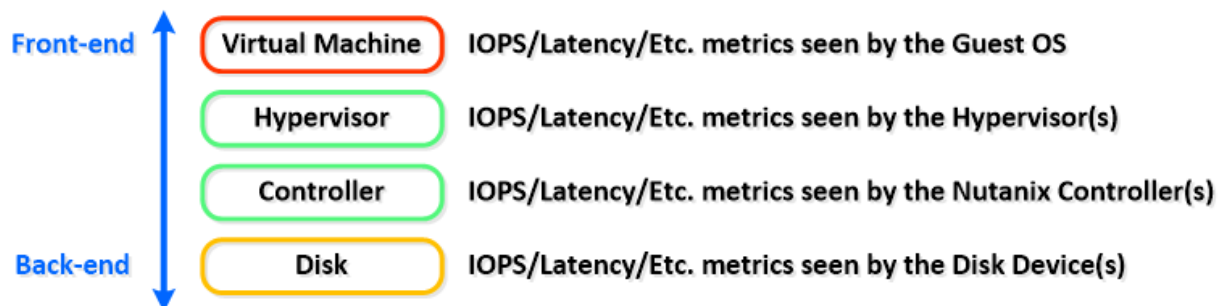 Front-end Virtual Machine IOPS/Latency/Etc. metrics seen by the Guest OS
Hypervisor IOPS/Latency/Etc. metrics seen by the Hypervisor(s)
Controller IOPS/Latency/Etc. metrics seen by the Nutanix Controller(s)
Back-end Disk IOPS/Latency/Etc. metrics seen by the Disk Device(s)